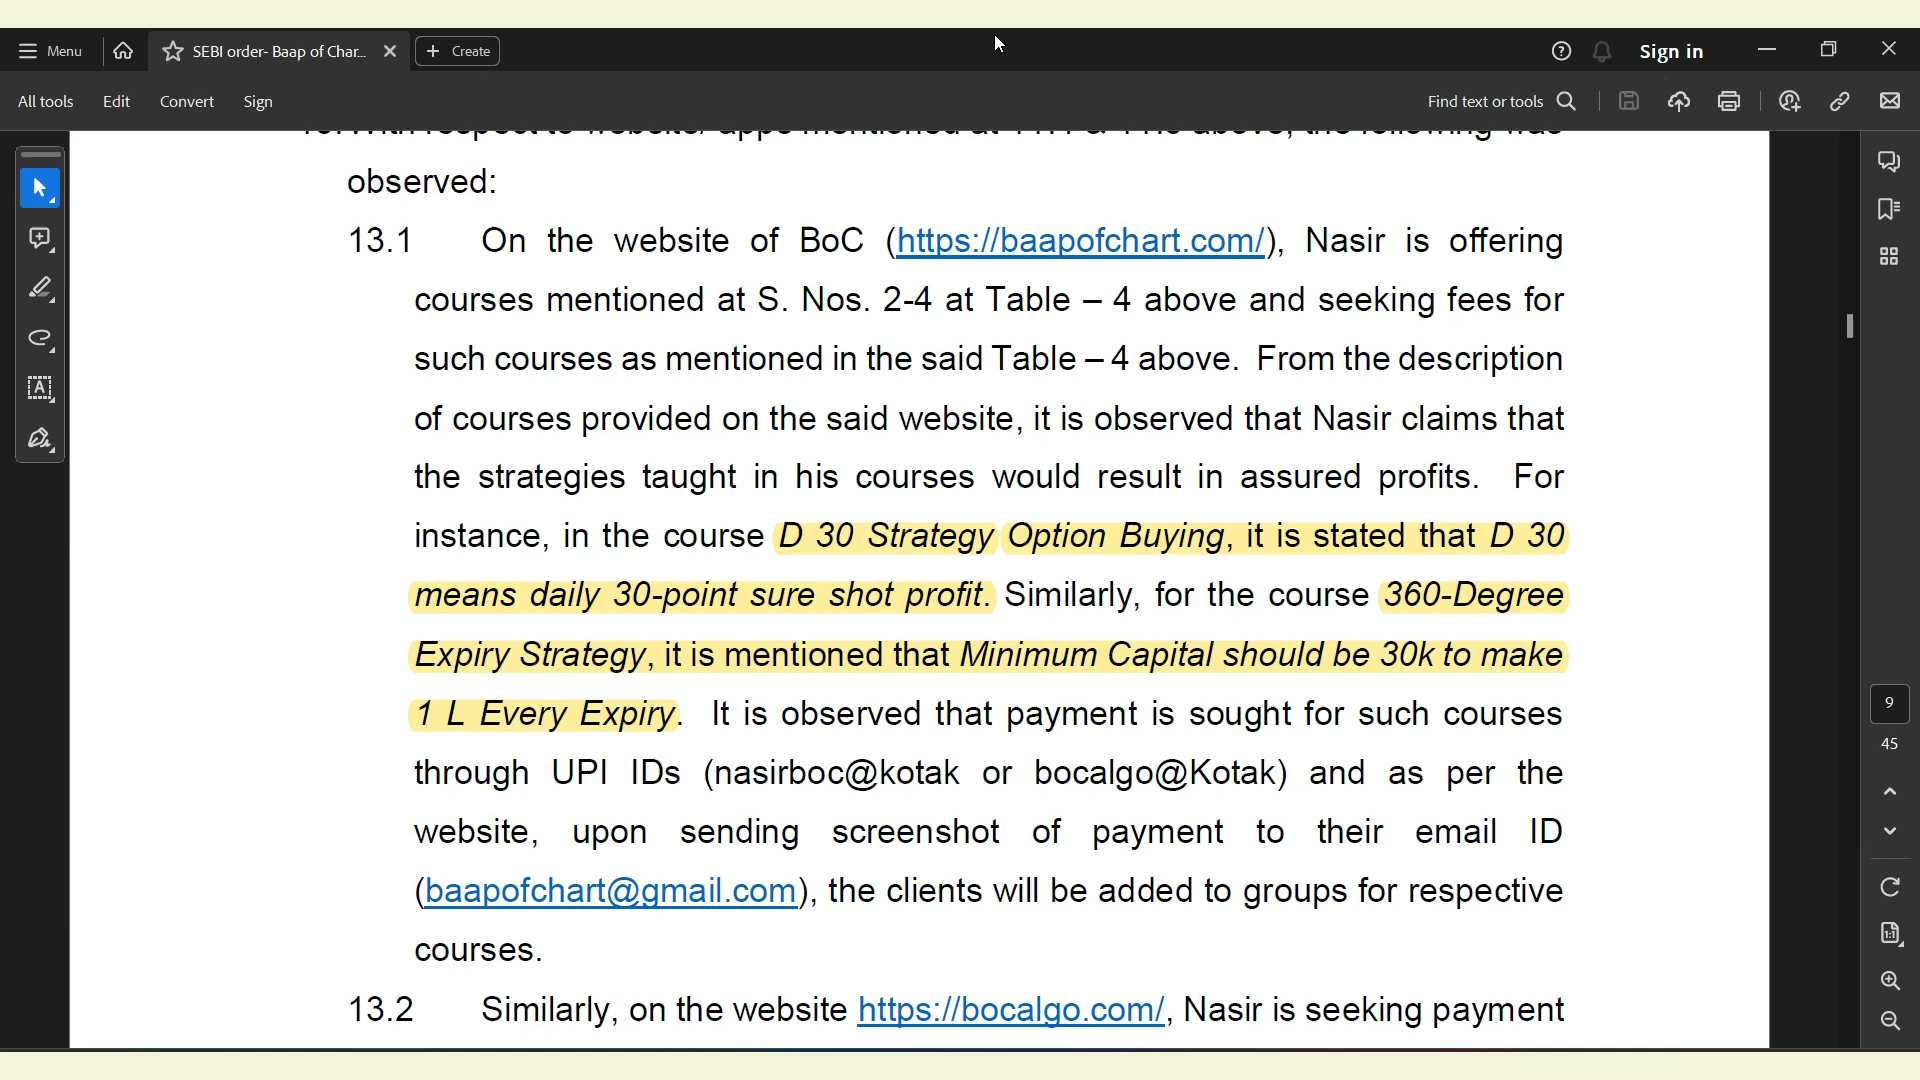 Menu
SEBI order- Baap of Char...
Create
Sign in
All tools Edit Convert Sign
Find text or tools
observed:
13.1 On the website of BoC (https://baapofchart.com/), Nasir is offering
courses mentioned at S. Nos. 2-4 at Table – 4 above and seeking fees for
such courses as mentioned in the said Table – 4 above. From the description
of courses provided on the said website, it is observed that Nasir claims that
the strategies taught in his courses would result in assured profits. For
instance, in the course D 30 Strategy Option Buying, it is stated that D 30
means daily 30-point sure shot profit. Similarly, for the course 360-Degree
Expiry Strategy, it is mentioned that Minimum Capital should be 30k to make
1 L Every Expiry. It is observed that payment is sought for such courses
through UPI IDs (nasirboc@kotak or bocalgo@Kotak) and as per the
website, upon sending screenshot of payment to their email ID
(baapofchart@gmail.com), the clients will be added to groups for respective
courses.
13.2 Similarly, on the website https://bocalgo.com/, Nasir is seeking payment
9
45